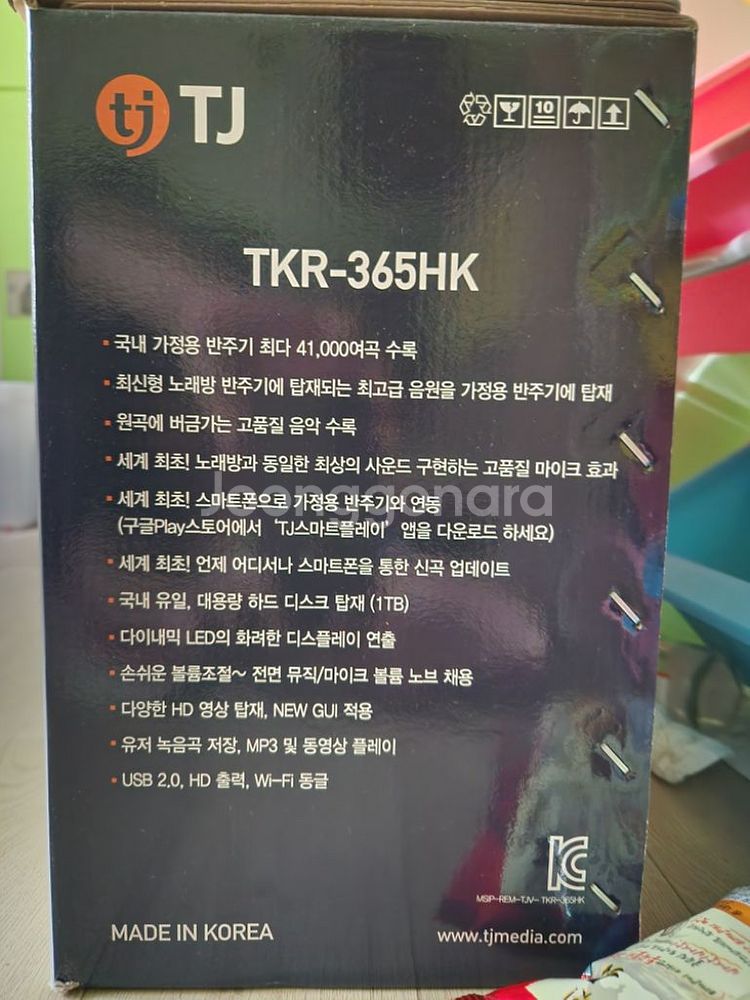 tj TJ
10
TKR-365HK
▪ 국내 가정용 반주기 최다 41,000여곡 수록
▪ 최신형 노래방 반주기에 탑재되는 최고급 음원을 가정용 반주기에 탑재
▪ 원곡에 버금가는 고품질 음악 수록
▪ 세계 최초! 노래방과 동일한 최상의 사운드 구현하는 고품질 마이크 효과
▪ 세계 최초! 스마트폰으로 가정용 반주기와 연동
(구글Play스토어에서 ‘TJ스마트플레이’ 앱을 다운로드 하세요)
Joonggonara
▪ 세계 최초! 언제 어디서나 스마트폰을 통한 신곡 업데이트
▪ 국내 유일, 대용량 하드 디스크 탑재 (1TB)
▪ 다이내믹 LED의 화려한 디스플레이 연출
▪ 손쉬운 볼륨조절~ 전면 뮤직/마이크 볼륨 노브 채용
▪ 다양한 HD 영상 탑재, NEW GUI 적용
▪ 유저 녹음곡 저장, MP3 및 동영상 플레이
▪ USB 2.0, HD 출력, Wi-Fi 동글
MSIP-REM-TJV- TKR-365HK
MADE IN KOREA
www.tjmedia.com